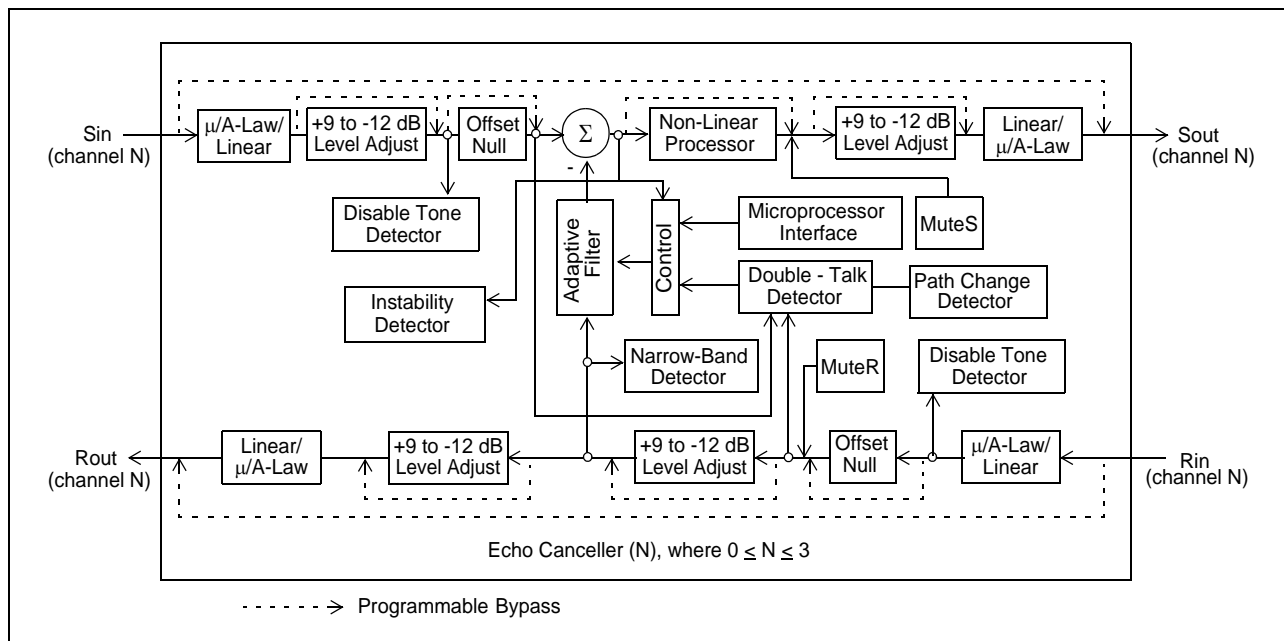 Sin
(channel N)
μ/A-Law/
Linear
+9 to -12 dB
Level Adjust
Offset
Null
Σ
-
Non-Linear
Processor
+9 to -12 dB
Level Adjust
Linear/
μ/A-Law
Sout
(channel N)
Disable Tone
Detector
Adaptive
Filter
Control
Microprocessor
Interface
MuteS
Instability
Detector
Double - Talk
Detector
Path Change
Detector
Narrow-Band
Detector
MuteR
Disable Tone
Detector
Rout
(channel N)
Linear/
μ/A-Law
+9 to -12 dB
Level Adjust
+9 to -12 dB
Level Adjust
Offset
Null
μ/A-Law/
Linear
Rin
(channel N)
Echo Canceller (N), where 0 ≤ N ≤ 3
Programmable Bypass